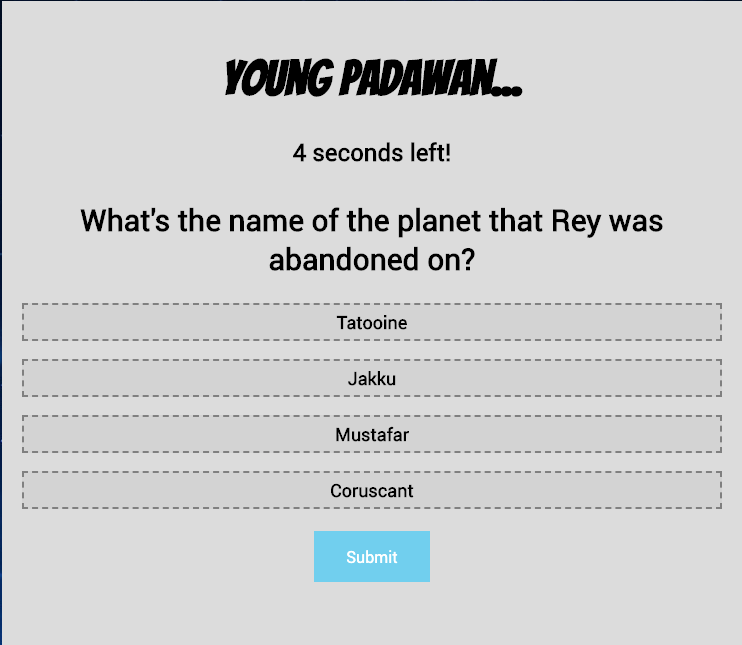 YOUNG PADAWAN...
4 seconds left!
What's the name of the planet that Rey was
abandoned on?
Tatooine
Jakku
Mustafar
Coruscant
Submit